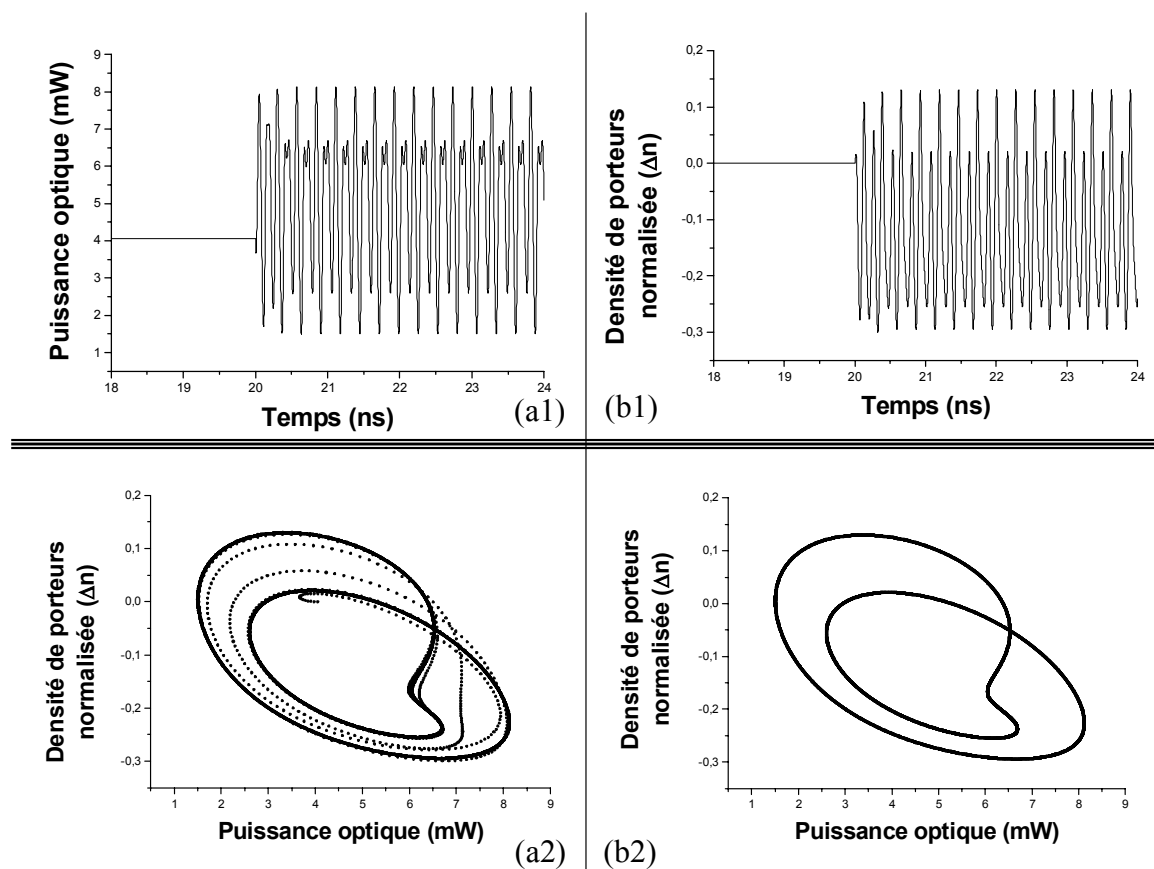 Puissance optique (mW)
9
8
7
6
5
4
3
2
1
18 19 20 21 22 23 24
Temps (ns)
(a1)
Densité de porteurs
normalisée (Δn)
0,2
0,1
0,0
-0,1
-0,2
-0,3
18 19 20 21 22 23 24
Temps (ns)
(b1)
Densité de porteurs
normalisée (Δn)
0,2
0,1
0,0
-0,1
-0,2
-0,3
1 2 3 4 5 6 7 8 9
Puissance optique (mW)
(a2)
Densité de porteurs
normalisée (Δn)
0,2
0,1
0,0
-0,1
-0,2
-0,3
1 2 3 4 5 6 7 8 9
Puissance optique (mW)
(b2)